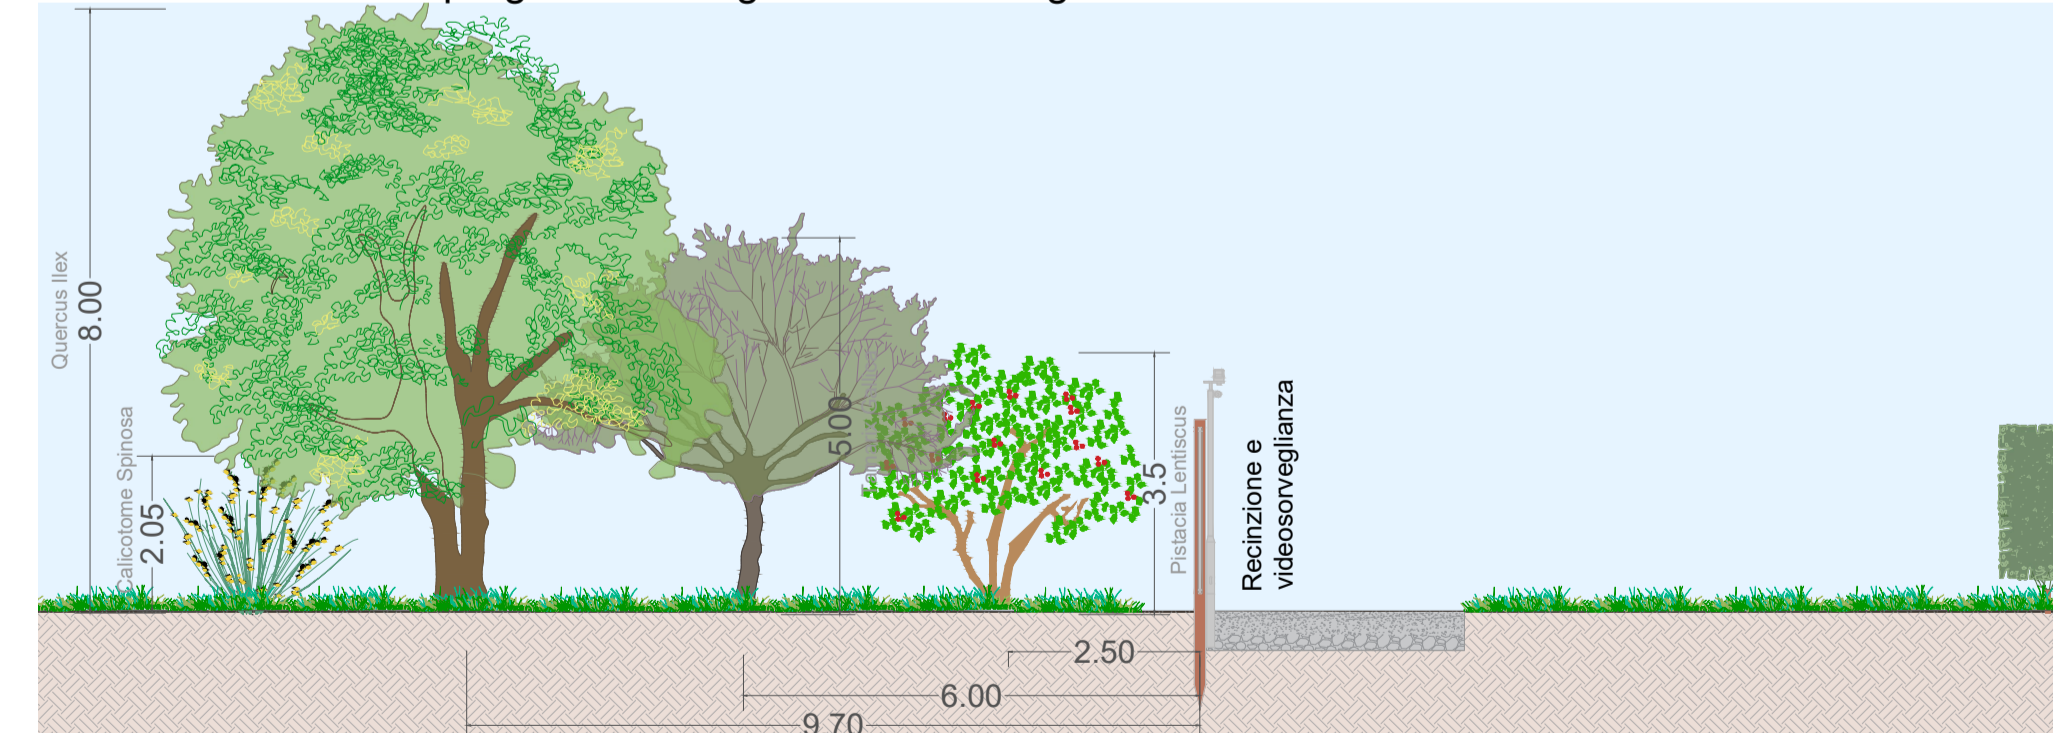 Quercus Ilex
8.00
Calicotome Spinosa
2.05
5.00
3.5
Pistacia Lentiscus
Recinzione e
videosorveglianza
2.50
6.00
9.70